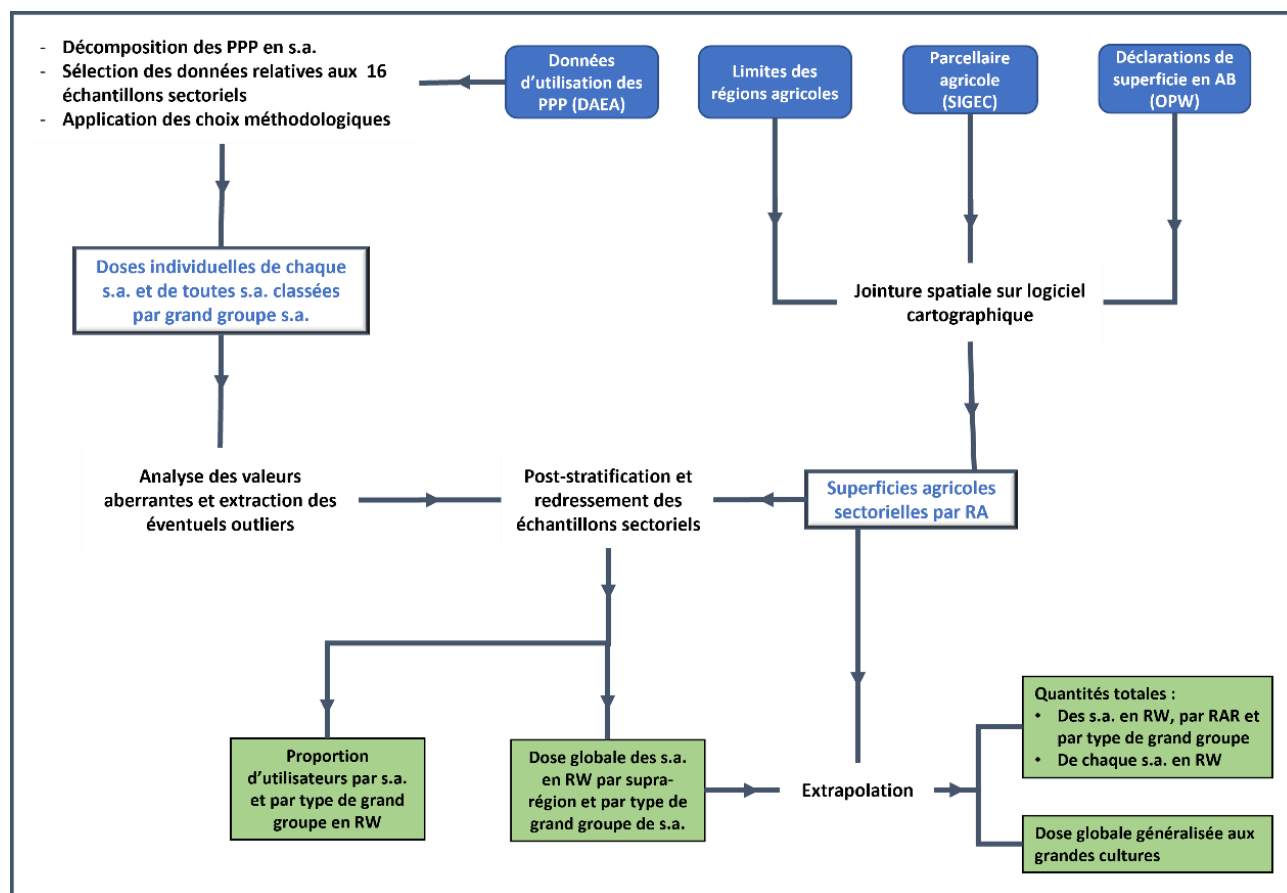 - Décomposition des PPP en s.a.
- Sélection des données relatives aux 16
échantillons sectoriels
- Application des choix méthodologiques
Données
d'utilisation des
PPP (DAEA)
Limites des
régions agricoles
Parcellaire
agricole
(SIGEC)
Déclarations de
superficie en AB
(OPW)
Doses individuelles de chaque
s.a. et de toutes s.a. classées
par grand groupe s.a.
Jointure spatiale sur logiciel
cartographique
Analyse des valeurs
aberrantes et extraction des
éventuels outliers
Post-stratification et
redressement des
échantillons sectoriels
Superficies agricoles
sectorielles par RA
Proportion
d'utilisateurs par s.a.
et par type de grand
groupe en RW
Dose globale des s.a.
en RW par supra-
région et par type de
grand groupe de s.a.
Extrapolation
Quantités totales :
• Des s.a. en RW, par RAR et
par type de grand groupe
• De chaque s.a. en RW
Dose globale généralisée aux
grandes cultures